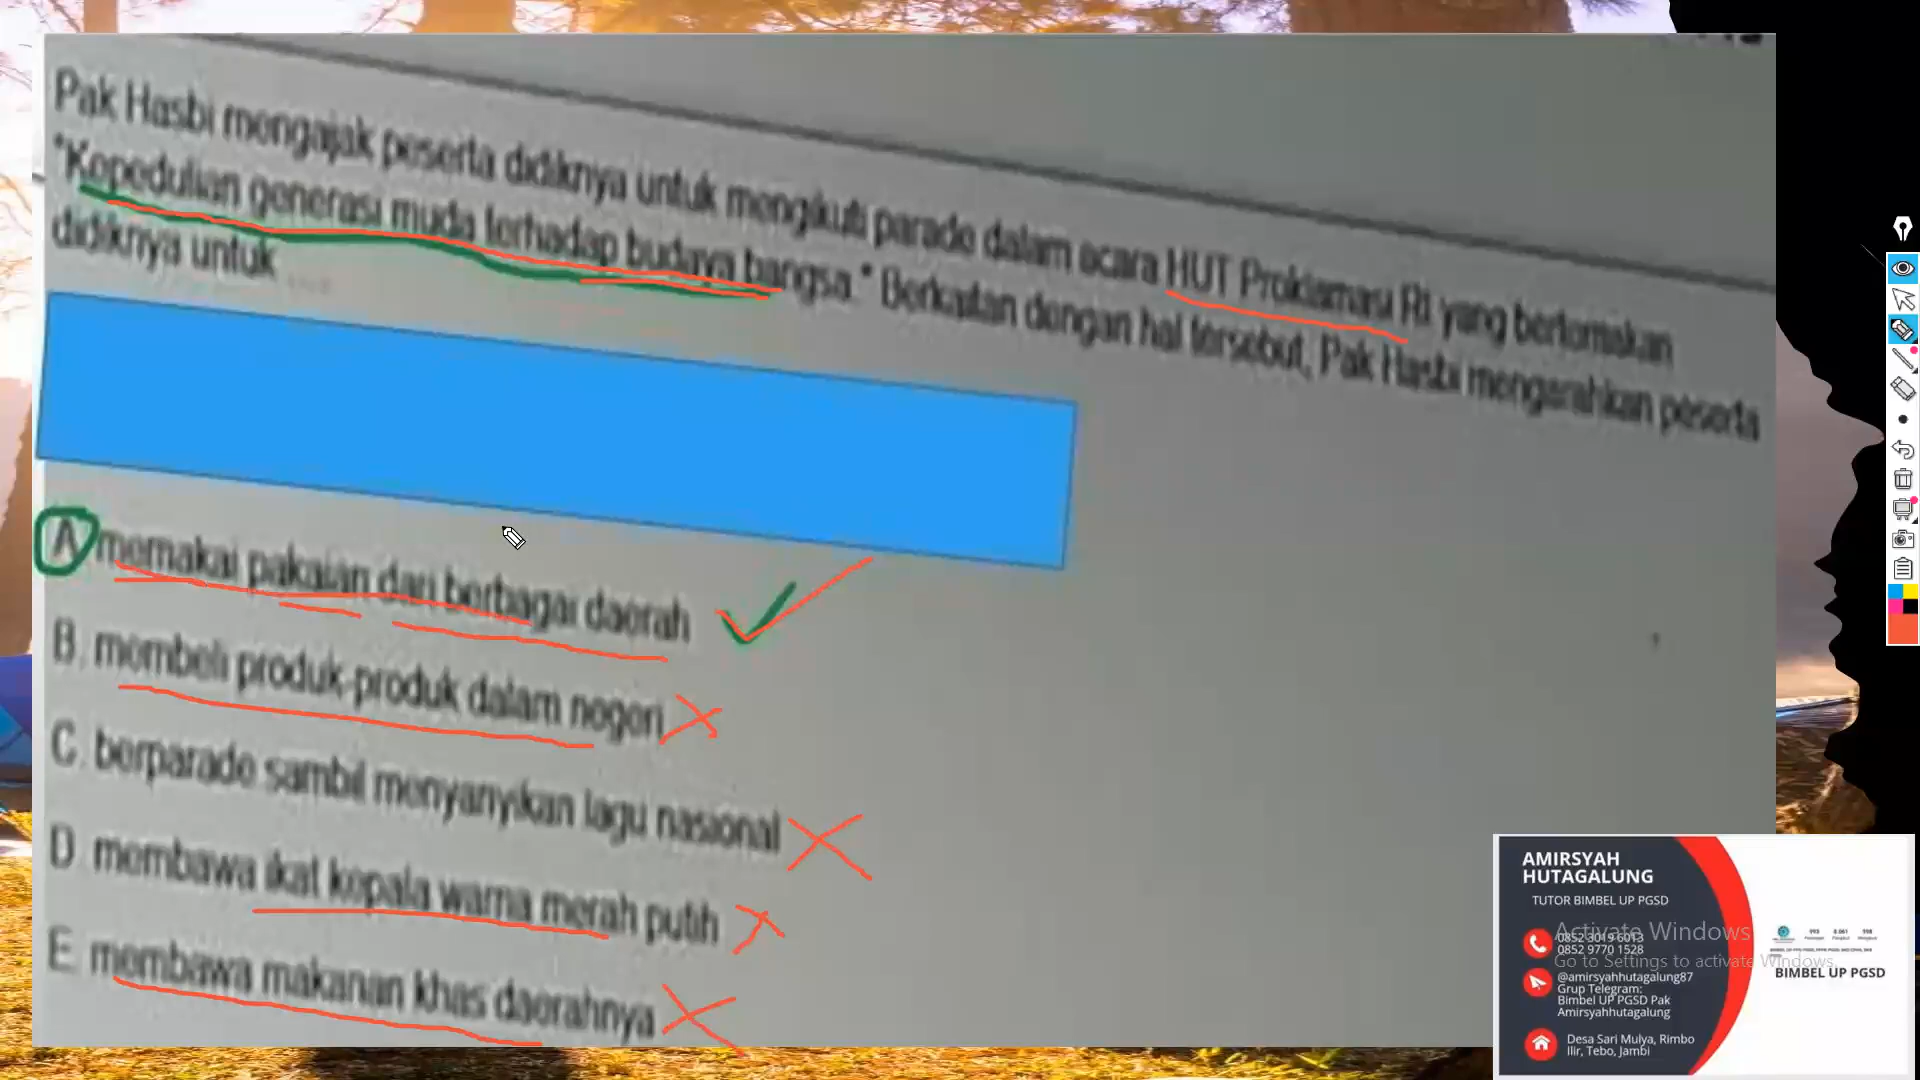 Pak Hasbi mengajak peserta didiknya untuk mengikuti parade dalam acara HUT Proklamasi RI yang bertemakan
"Kepedulian generasi muda terhadap budaya bangsa." Berkaitan dengan hal tersebut, Pak Hasbi mengarahkan peserta
didiknya untuk ....
A memakai pakaian dari berbagai daerah
B. membeli produk-produk dalam negeri
C. berparade sambil menyanyikan lagu nasional
D. membawa ikat kepala warna merah putih
E. membawa makanan khas daerahnya
AMIRSYAH
HUTAGALUNG
TUTOR BIMBEL UP PGSD
0852 3019 6013
0852 9770 1528
@amirsyahhutagalung87
Grup Telegram:
Bimbel UP PGSD Pak
Amirsyahhutagalung
Desa Sari Mulya, Rimbo
Ilir, Tebo, Jambi
BIMBEL UP PGSD
Activate Windows
Go to Settings to activate Windows.